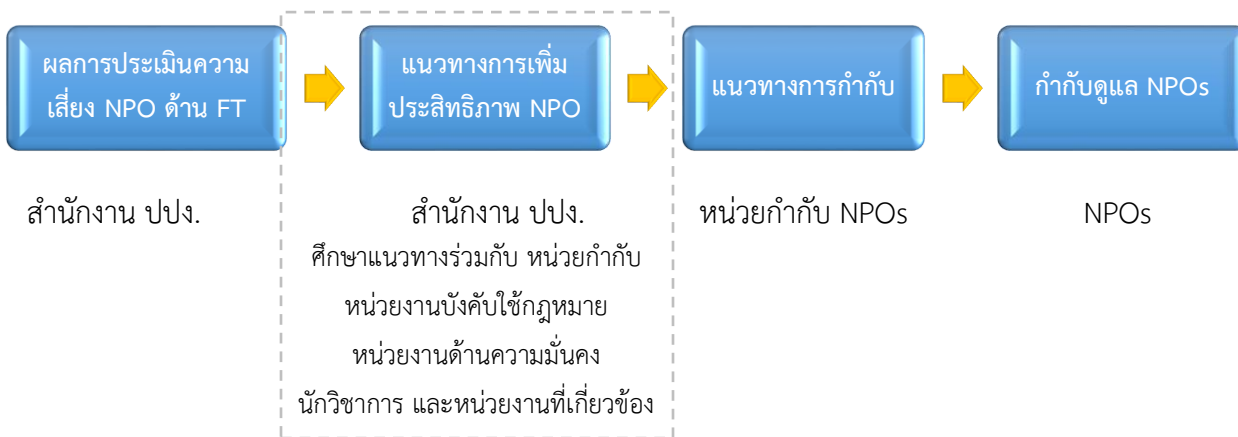 ผลการประเมินความ
เสี่ยง NPO ด้าน FT
แนวทางการเพิ่ม
ประสิทธิภาพ NPO
แนวทางการกำกับ
กำกับดูแล NPOs
สำนักงาน ปปง.
สำนักงาน ปปง.
ศึกษาแนวทางร่วมกับ หน่วยกำกับ
หน่วยงานบังคับใช้กฎหมาย
หน่วยงานด้านความมั่นคง
นักวิชาการ และหน่วยงานที่เกี่ยวข้อง
หน่วยกำกับ NPOs
NPOs